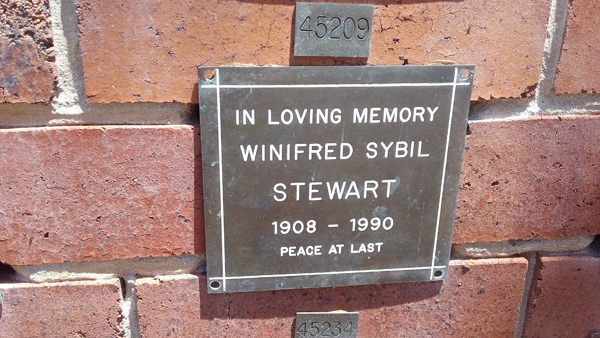 45209
IN LOVING MEMORY
WINIFRED SYBIL
STEWART
1908 – 1990
PEACE AT LAST
45234